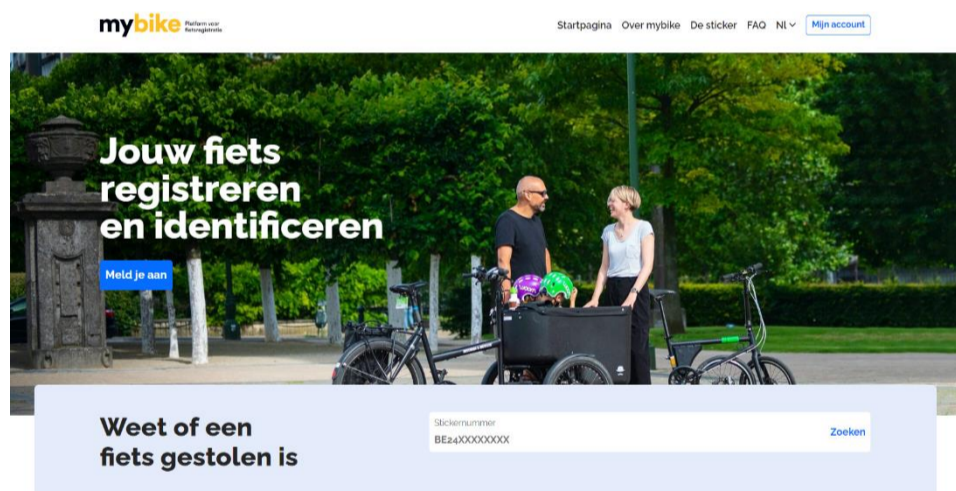 mybike Platform voor
fietsregistratie
Startpagina Over mybike De sticker FAQ NL Mijn account
Jouw fiets
registreren
en identificeren
Meld je aan
Weet of een
fiets gestolen is
Stickernummer
BE24XXXXXXXX
Zoeken